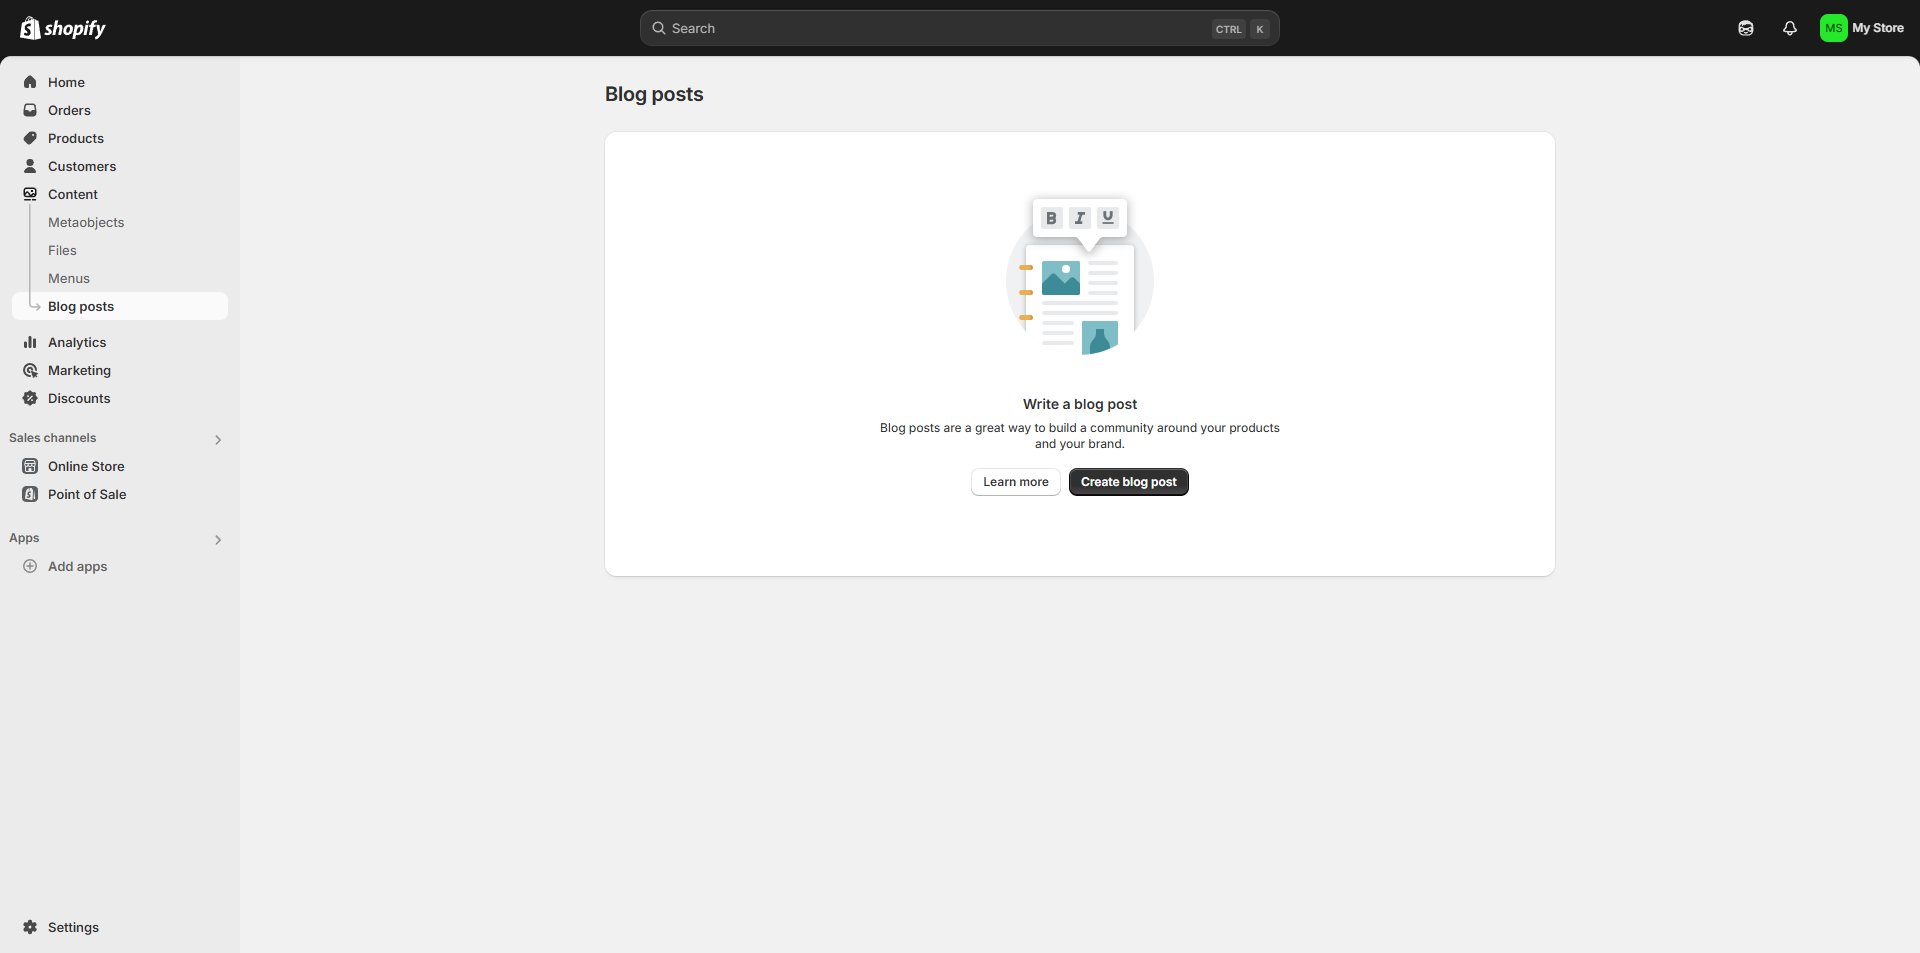 shopify
Search
CTRL K
MS My Store
Home
Orders
Products
Customers
Content
Metaobjects
Files
Menus
Blog posts
Analytics
Marketing
Discounts
Sales channels
Online Store
Point of Sale
Apps
Add apps
Settings
Blog posts
B I U
Write a blog post
Blog posts are a great way to build a community around your products
and your brand.
Learn more
Create blog post